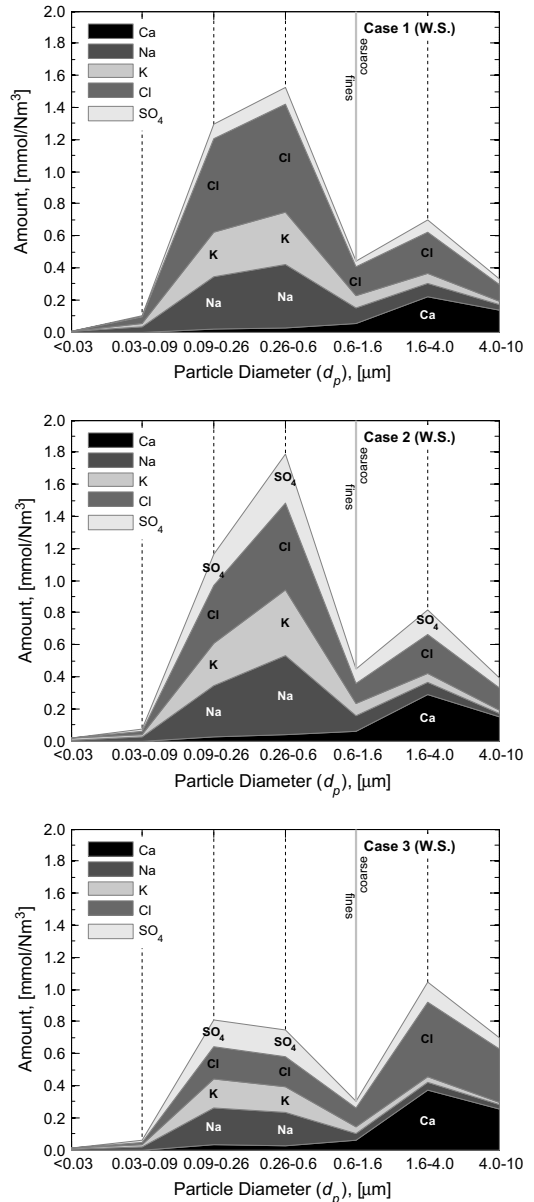 Case 1 (W.S.)
Ca
Na
K
Cl
SO₄
fines
coarse
Cl
Cl
K
K
Na
Na
Cl
Cl
Ca
2.0
1.8
1.6
1.4
1.2
1.0
0.8
0.6
0.4
0.2
0.0
Amount, [mmol/Nm³]
<0.03 0.03-0.09 0.09-0.26 0.26-0.6 0.6-1.6 1.6-4.0 4.0-10
Particle Diameter (dₚ), [μm]
Case 2 (W.S.)
Ca
Na
K
Cl
SO₄
fines
coarse
SO₄
SO₄
Cl
Cl
K
K
Na
Na
SO₄
Cl
Ca
2.0
1.8
1.6
1.4
1.2
1.0
0.8
0.6
0.4
0.2
0.0
Amount, [mmol/Nm³]
<0.03 0.03-0.09 0.09-0.26 0.26-0.6 0.6-1.6 1.6-4.0 4.0-10
Particle Diameter (dₚ), [μm]
Case 3 (W.S.)
Ca
Na
K
Cl
SO₄
fines
coarse
SO₄
SO₄
Cl
Cl
K
K
Na
Na
Cl
Ca
2.0
1.8
1.6
1.4
1.2
1.0
0.8
0.6
0.4
0.2
0.0
Amount, [mmol/Nm³]
<0.03 0.03-0.09 0.09-0.26 0.26-0.6 0.6-1.6 1.6-4.0 4.0-10
Particle Diameter (dₚ), [μm]